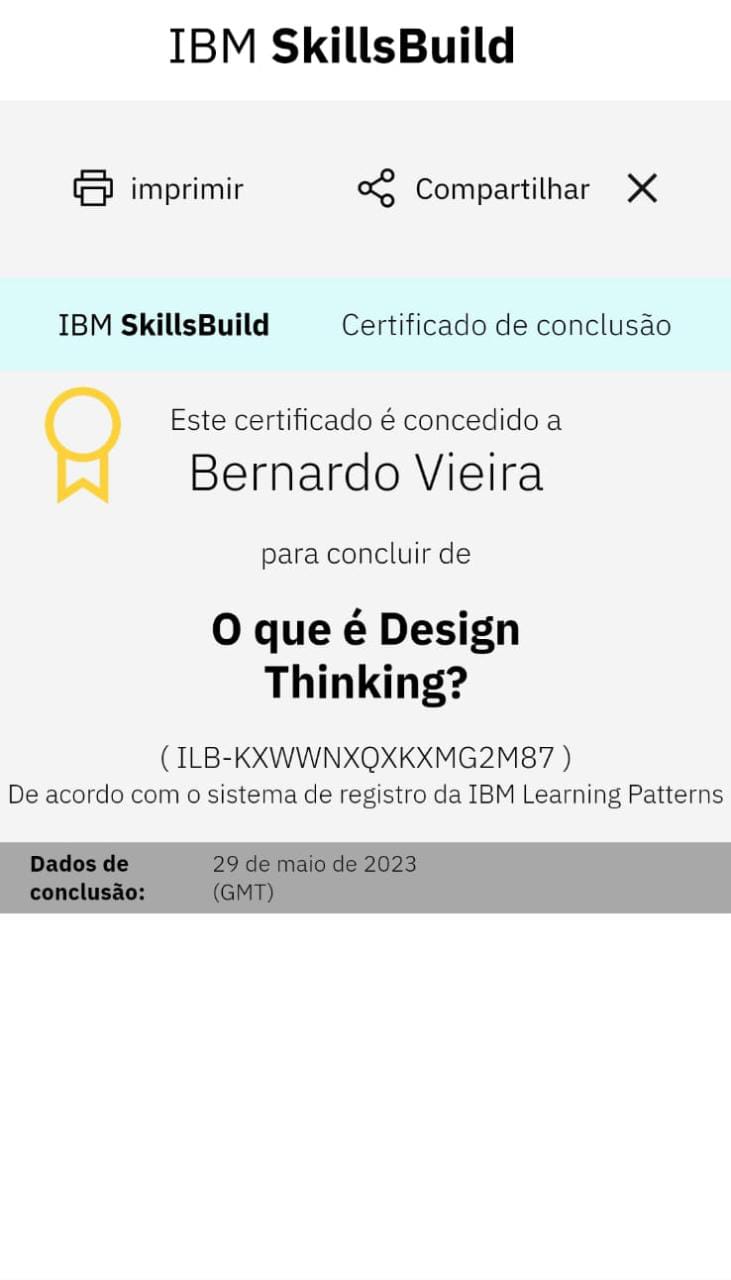 IBM SkillsBuild
imprimir
Compartilhar
IBM SkillsBuild
Certificado de conclusão
Este certificado é concedido a
Bernardo Vieira
para concluir de
O que é Design
Thinking?
( ILB-KXWWNXQXKXMG2M87 )
De acordo com o sistema de registro da IBM Learning Patterns
Dados de
conclusão:
29 de maio de 2023
(GMT)